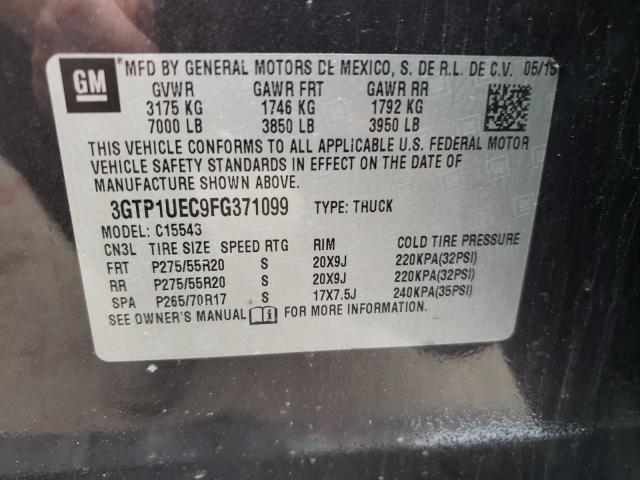 GM
MFD BY GENERAL MOTORS DE MEXICO, S. DE R.L. DE C.V. 05/15
GVWR GAWR FRT GAWR RR
3175 KG 1746 KG 1792 KG
7000 LB 3850 LB 3950 LB
THIS VEHICLE CONFORMS TO ALL APPLICABLE U.S. FEDERAL MOTOR
VEHICLE SAFETY STANDARDS IN EFFECT ON THE DATE OF
MANUFACTURE SHOWN ABOVE.
3GTP1UEC9FG371099 TYPE: TRUCK
MODEL: C15543
CN3L TIRE SIZE SPEED RTG RIM COLD TIRE PRESSURE
FRT P275/55R20 S 20X9J 220KPA(32PSI)
RR P275/55R20 S 20X9J 220KPA(32PSI)
SPA P265/70R17 S 17X7.5J 240KPA(35PSI)
SEE OWNER'S MANUAL FOR MORE INFORMATION.